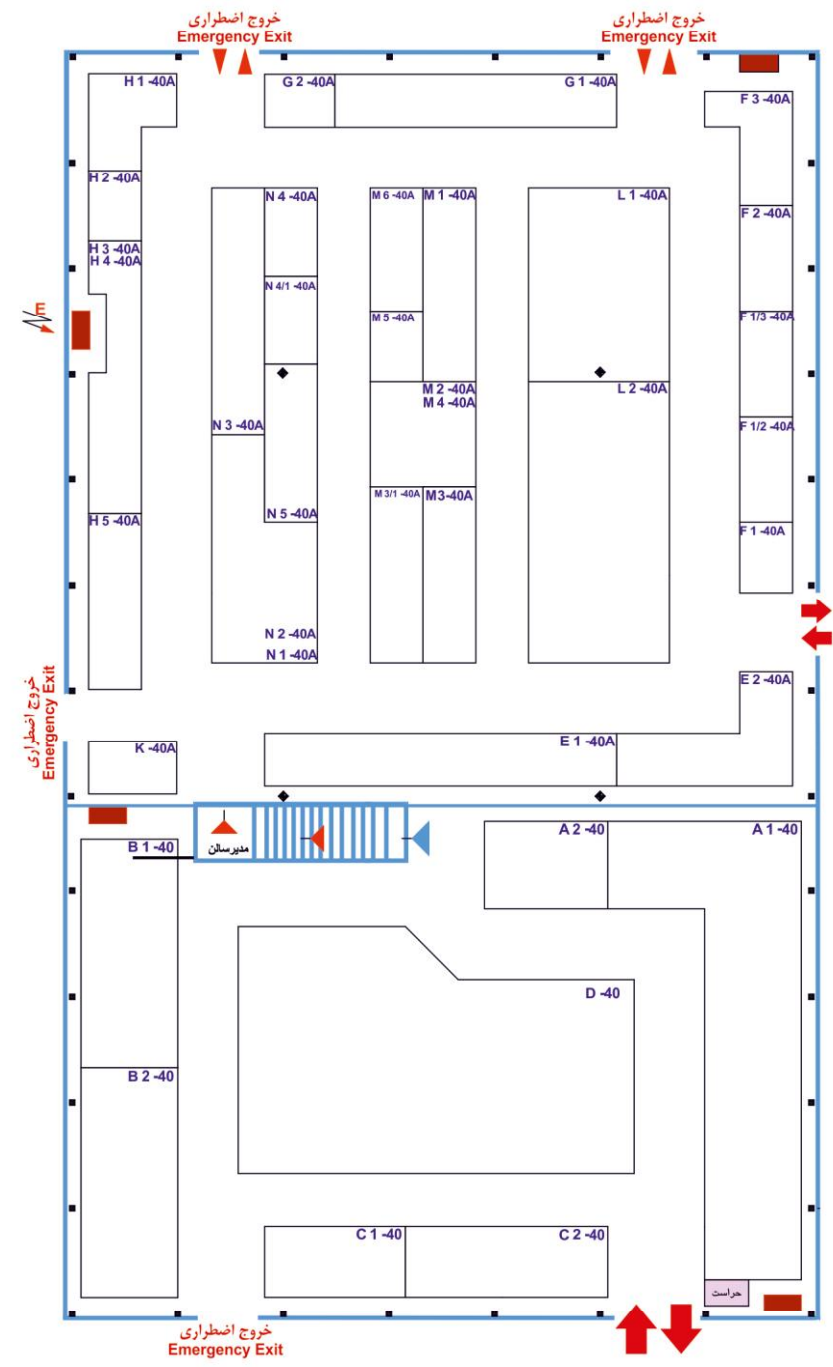 خروج اضطراری
Emergency Exit
خروج اضطراری
Emergency Exit
H 1 -40A
G 2 -40A
G 1 -40A
F 3 -40A
H 2 -40A
N 4 -40A
M 6 -40A
M 1 -40A
L 1 -40A
F 2 -40A
H 3 -40A
H 4 -40A
N 4/1 -40A
E
M 5 -40A
F 1/3 -40A
M 2 -40A
M 4 -40A
L 2 -40A
N 3 -40A
F 1/2 -40A
M 3/1 -40A
M3-40A
H 5 -40A
N 5 -40A
F 1 -40A
N 2 -40A
N 1 -40A
خروج اضطراری
Emergency Exit
E 2 -40A
K -40A
E 1 -40A
A 2 -40
A 1 -40
B 1 -40
مدیرسالن
D -40
B 2 -40
C 1 -40
C 2 -40
حراست
خروج اضطراری
Emergency Exit